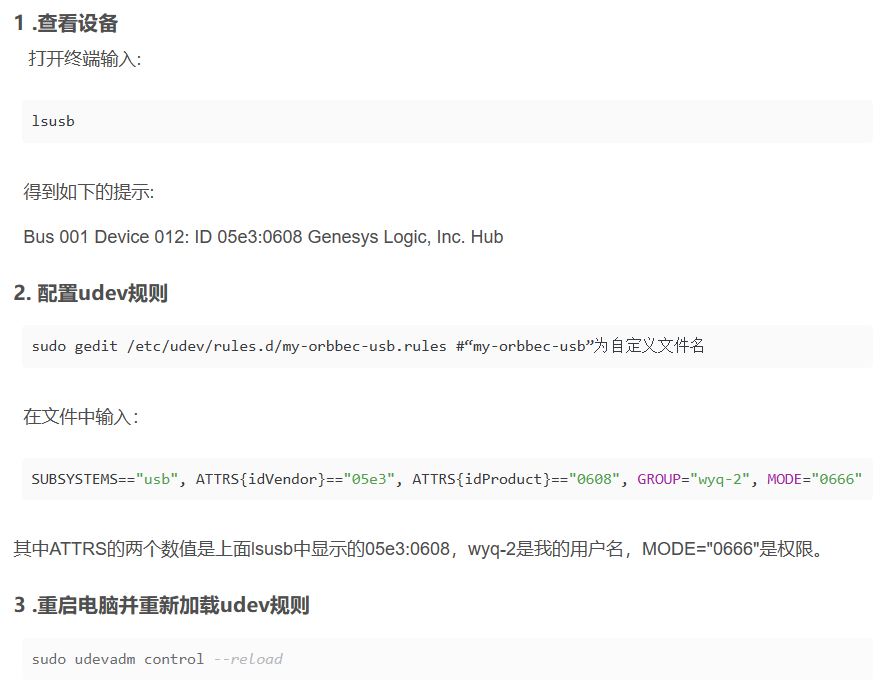 1 .查看设备
打开终端输入:
lsusb
得到如下的提示:
Bus 001 Device 012: ID 05e3:0608 Genesys Logic, Inc. Hub
2. 配置udev规则
sudo gedit /etc/udev/rules.d/my-orbbec-usb.rules #“my-orbbec-usb”为自定义文件名
在文件中输入：
SUBSYSTEMS=="usb", ATTRS{idVendor}=="05e3", ATTRS{idProduct}=="0608", GROUP="wyq-2", MODE="0666"
其中ATTRS的两个数值是上面lsusb中显示的05e3:0608，wyq-2是我的用户名，MODE="0666"是权限。
3 .重启电脑并重新加载udev规则
sudo udevadm control --reload